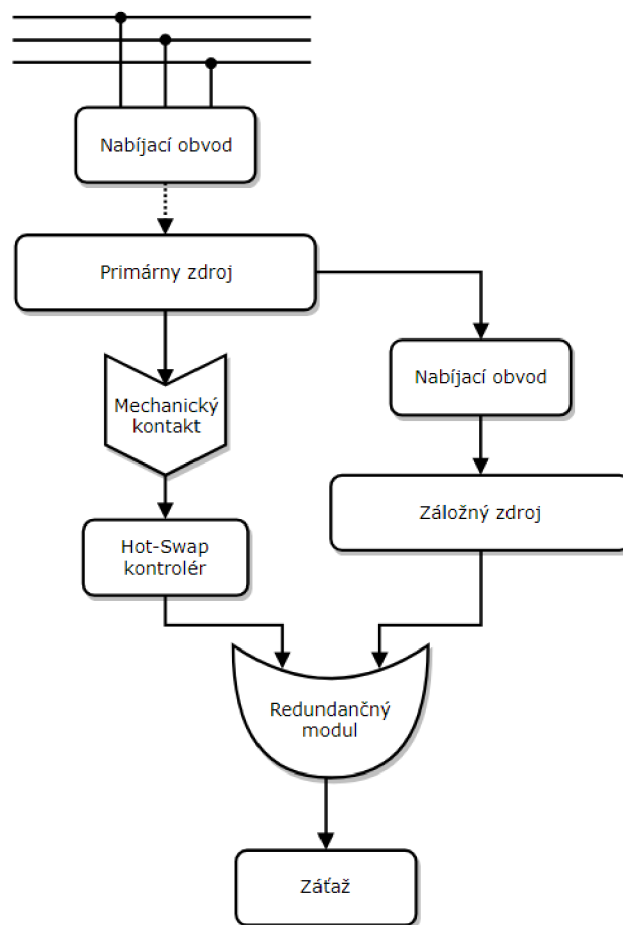 Nabíjací obvod
Primárny zdroj
Mechanický
kontakt
Nabíjací obvod
Hot-Swap
kontrolér
Záložný zdroj
Redundančný
modul
Záťaž